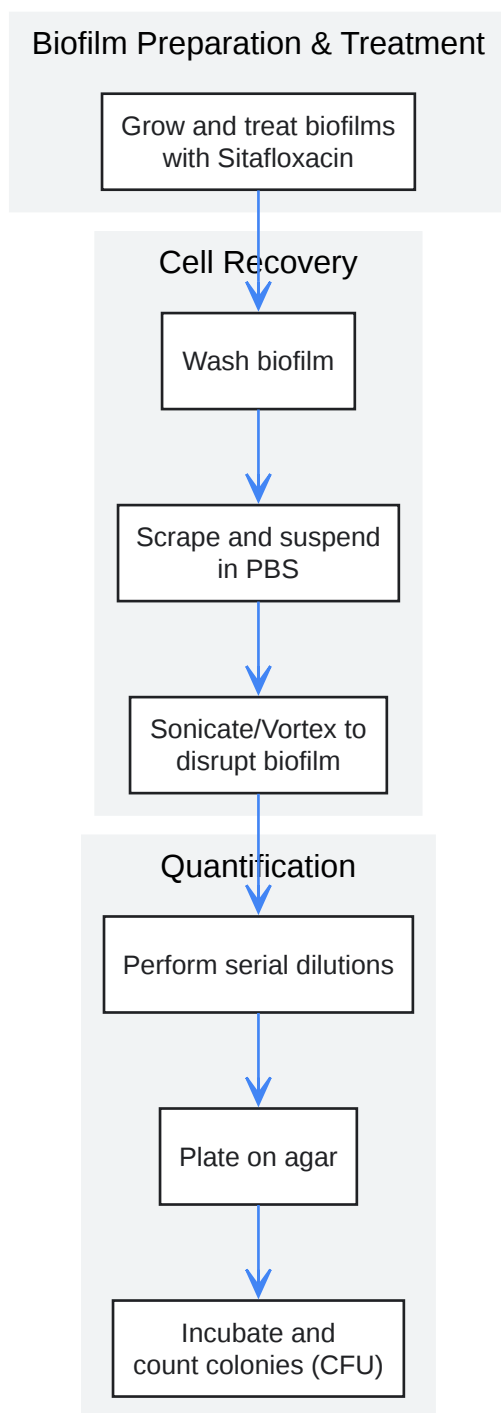 Biofilm Preparation & Treatment
Grow and treat biofilms
with Sitafloxacin
Cell Recovery
Wash biofilm
Scrape and suspend
in PBS
Sonicate/Vortex to
disrupt biofilm
Quantification
Perform serial dilutions
Plate on agar
Incubate and
count colonies (CFU)